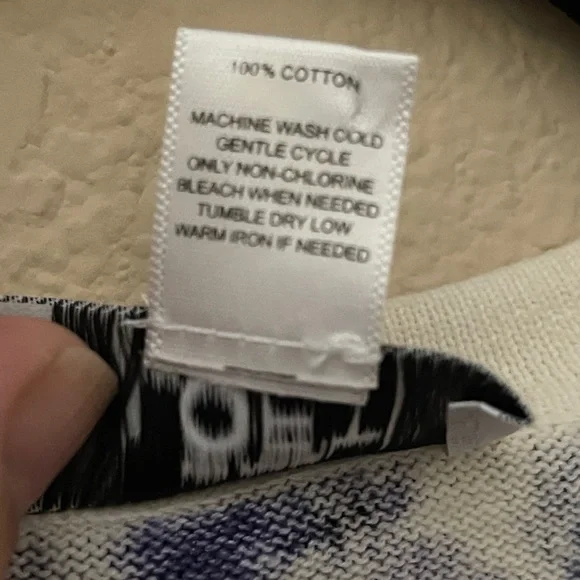 100% COTTON
MACHINE WASH COLD
GENTLE CYCLE
ONLY NON-CHLORINE
BLEACH WHEN NEEDED
TUMBLE DRY LOW
WARM IRON IF NEEDED